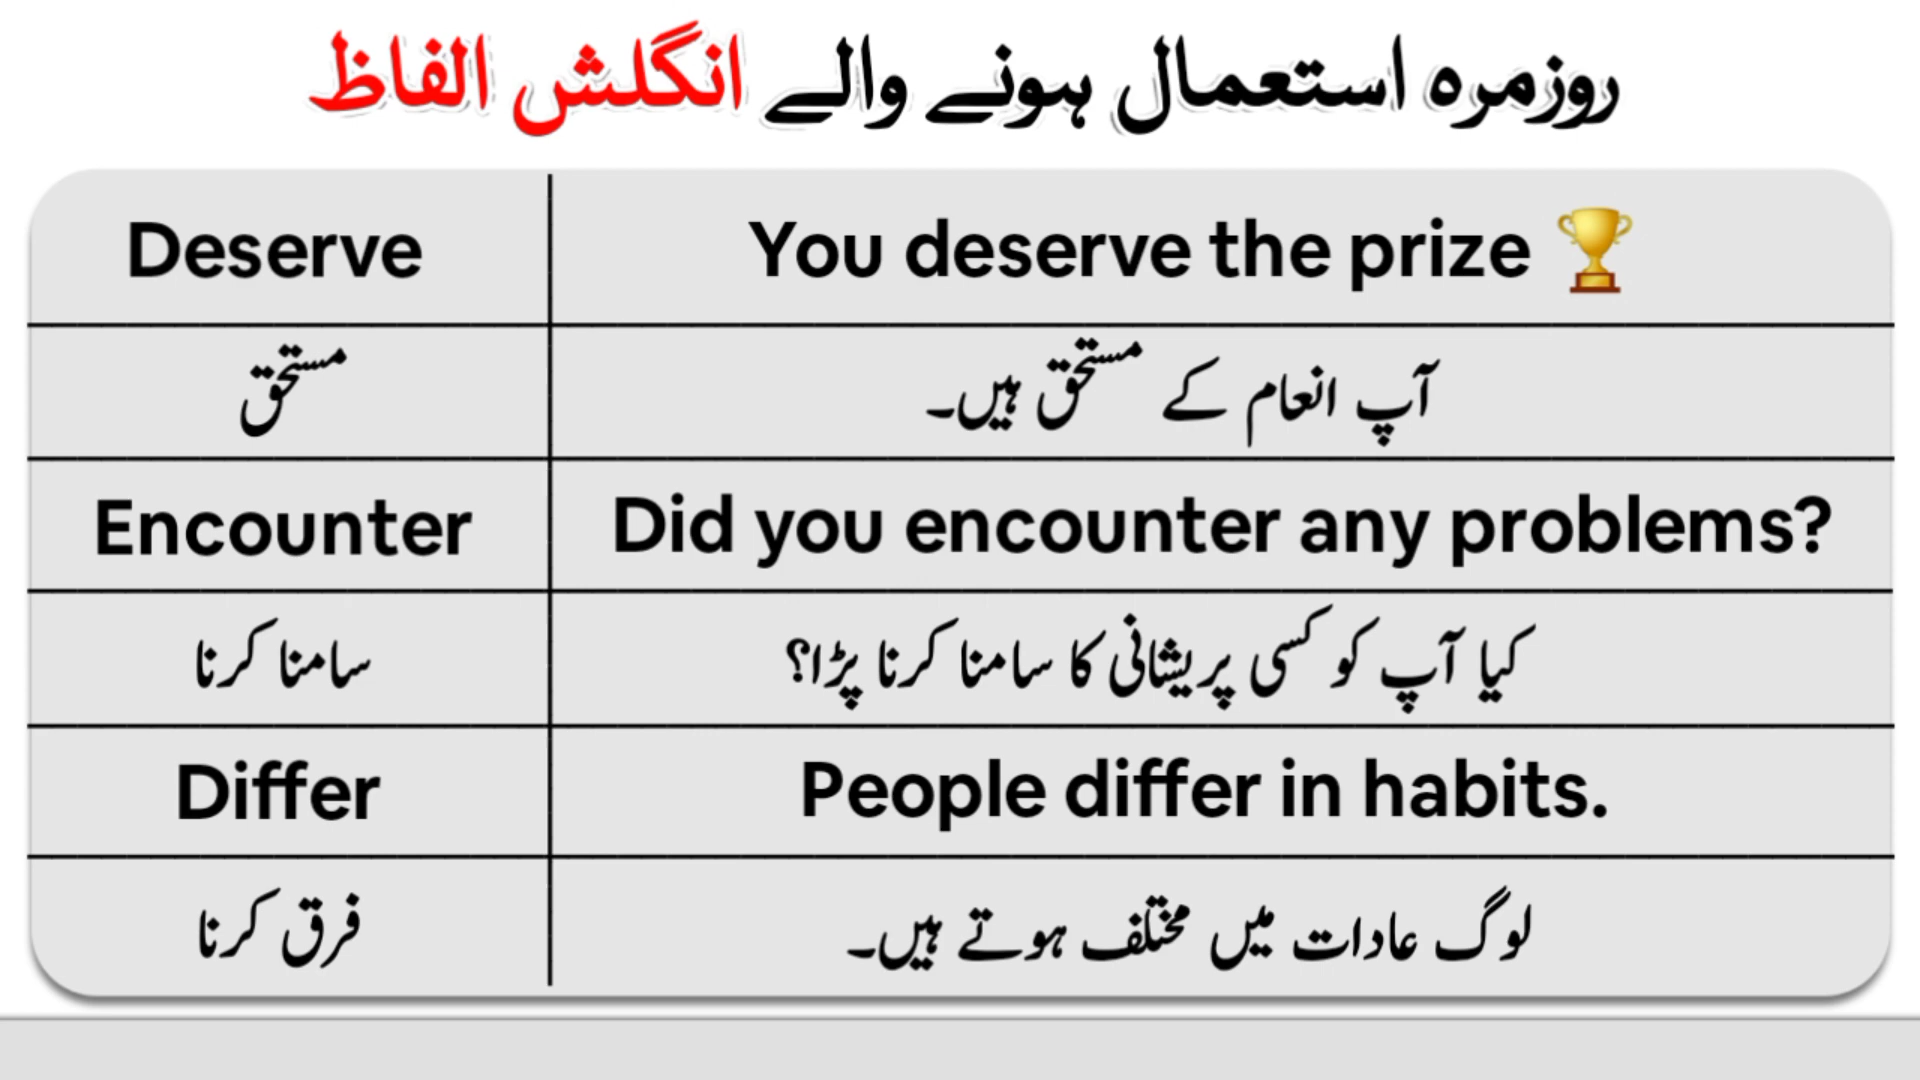 روزمرہ استعمال ہونے والے انگلش الفاظ
Deserve
You deserve the prize 🏆
مستحق
آپ انعام کے مستحق ہیں۔
Encounter
Did you encounter any problems?
سامنا کرنا
کیا آپ کو کسی پریشانی کا سامنا کرنا پڑا؟
Differ
People differ in habits.
فرق کرنا
لوگ عادات میں مختلف ہوتے ہیں۔